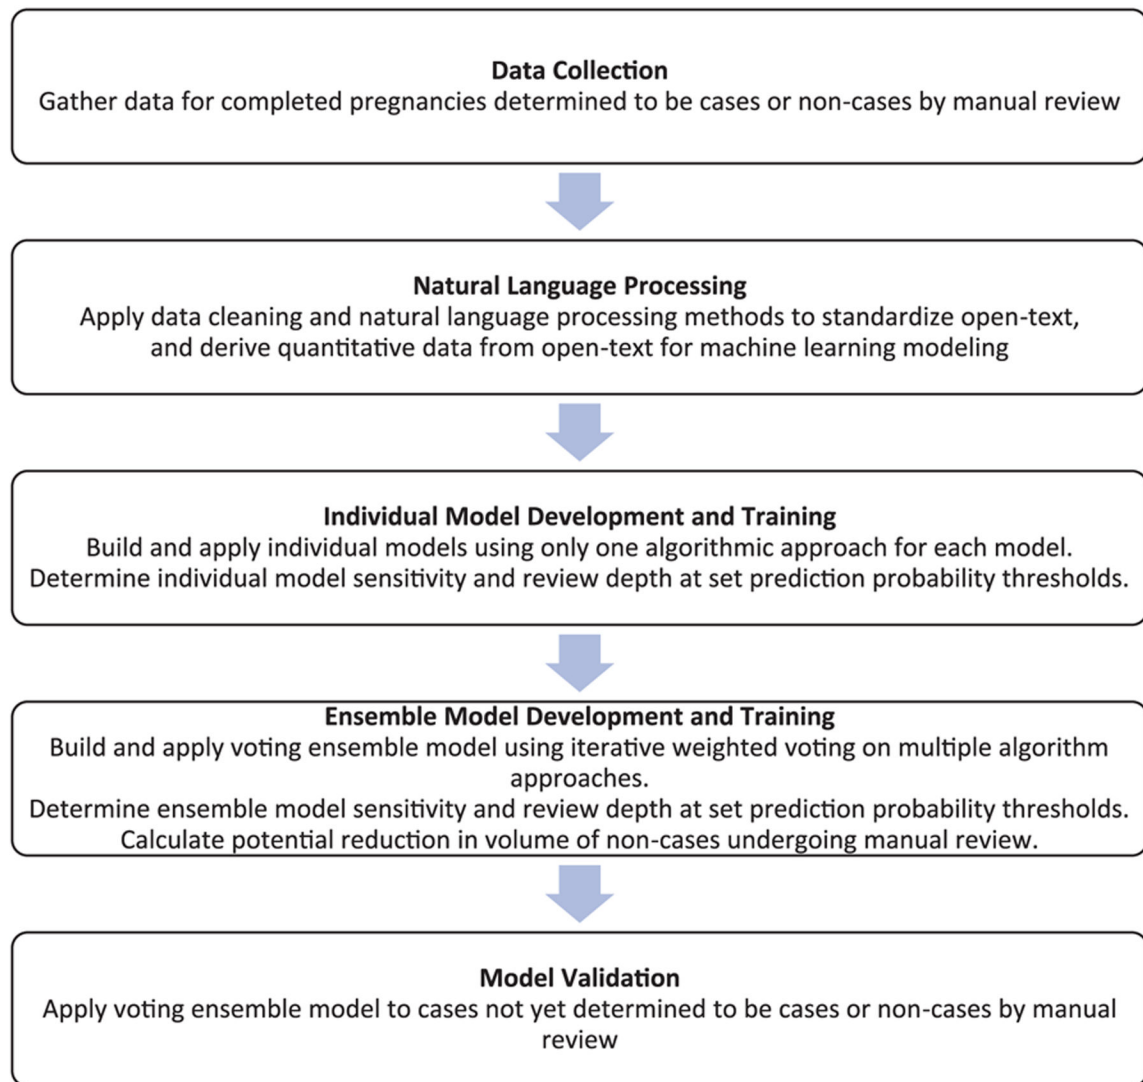 Data Collection
Gather data for completed pregnancies determined to be cases or non-cases by manual review
Natural Language Processing
Apply data cleaning and natural language processing methods to standardize open-text,
and derive quantitative data from open-text for machine learning modeling
Individual Model Development and Training
Build and apply individual models using only one algorithmic approach for each model.
Determine individual model sensitivity and review depth at set prediction probability thresholds.
Ensemble Model Development and Training
Build and apply voting ensemble model using iterative weighted voting on multiple algorithm
approaches.
Determine ensemble model sensitivity and review depth at set prediction probability thresholds.
Calculate potential reduction in volume of non-cases undergoing manual review.
Model Validation
Apply voting ensemble model to cases not yet determined to be cases or non-cases by manual
review